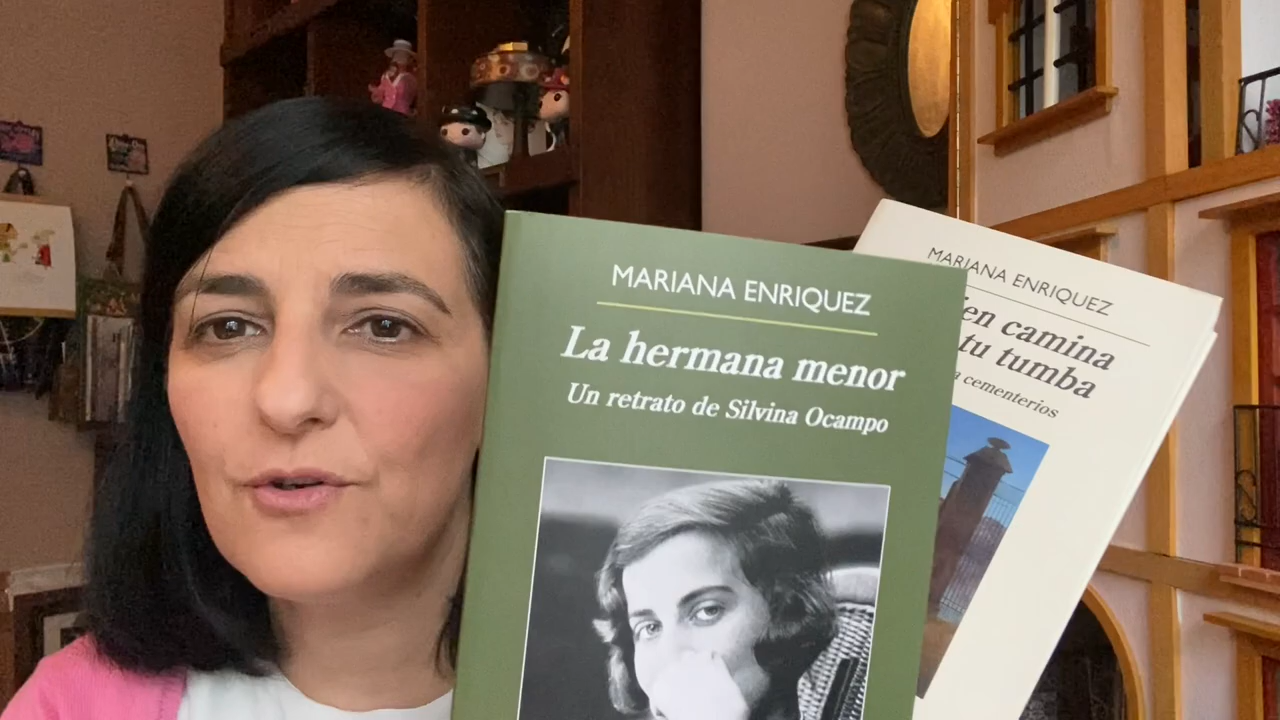 MARIANA ENRIQUEZ
La hermana menor
Un retrato de Silvina Ocampo
MARIANA ENRIQUEZ
en camina
tu tumba
a cementerios